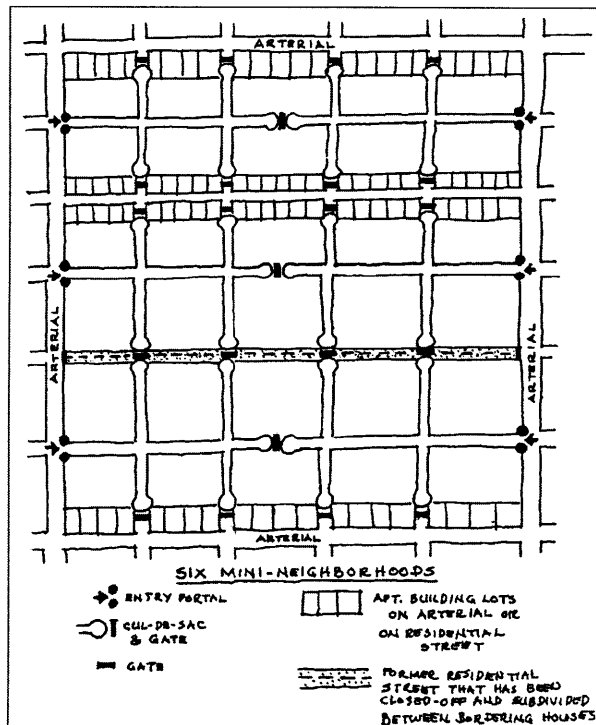 ARTERIAL
ARTERIAL
ARTERIAL
ARTERIAL
SIX MINI-NEIGHBORHOODS
ENTRY PORTAL
CUL-DE-SAC
& GATE
GATE
APT. BUILDING LOTS
ON ARTERIAL OR
ON RESIDENTIAL
STREET
FORMER RESIDENTIAL
STREET THAT HAS BEEN
CLOSED-OFF AND SUBDIVIDED
BETWEEN BORDERING HOUSES